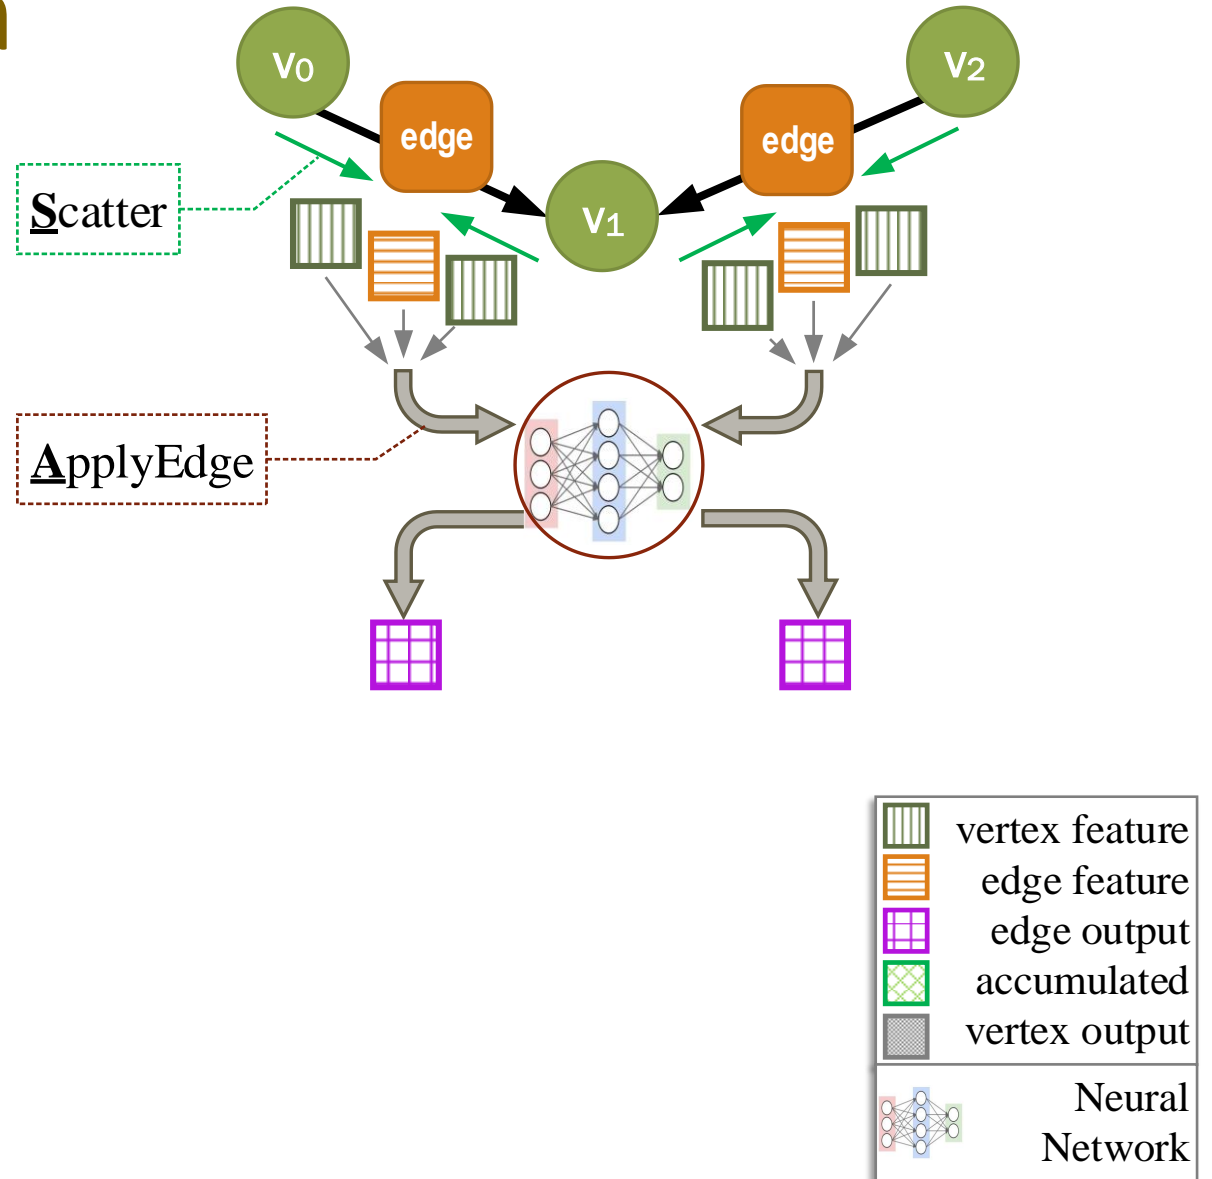 v0
v2
edge
edge
v1
Scatter
ApplyEdge
vertex feature
edge feature
edge output
accumulated
vertex output
Neural
Network